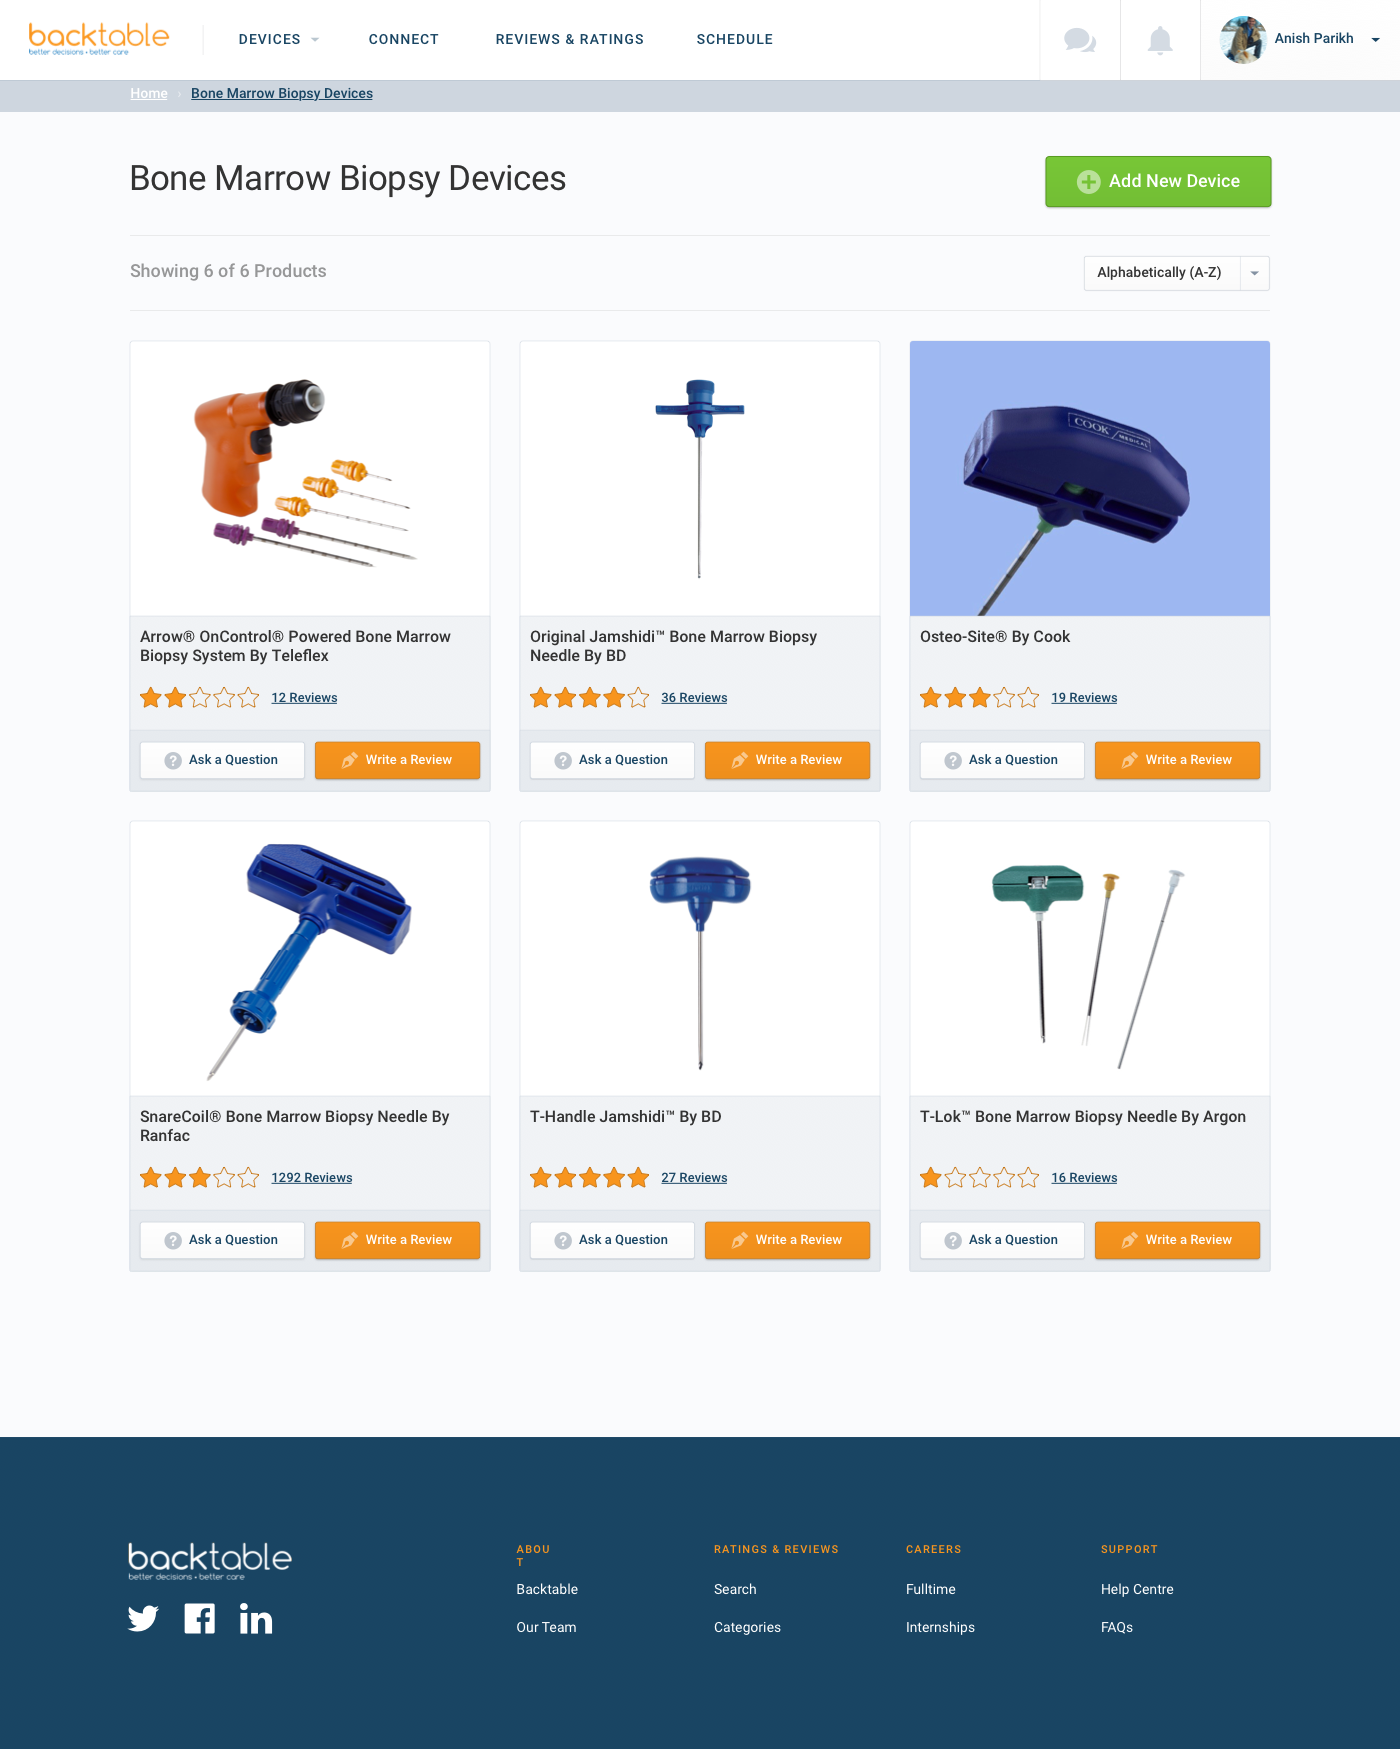 backtable
better decisions • better care
DEVICES
CONNECT
REVIEWS & RATINGS
SCHEDULE
Anish Parikh
Home › Bone Marrow Biopsy Devices
Bone Marrow Biopsy Devices
Add New Device
Showing 6 of 6 Products
Alphabetically (A-Z)
COOK MEDICAL
Arrow® OnControl® Powered Bone Marrow
Biopsy System By Teleflex
12 Reviews
Ask a Question
Write a Review
Original Jamshidi™ Bone Marrow Biopsy
Needle By BD
36 Reviews
Ask a Question
Write a Review
Osteo-Site® By Cook
19 Reviews
Ask a Question
Write a Review
SnareCoil® Bone Marrow Biopsy Needle By
Ranfac
1292 Reviews
Ask a Question
Write a Review
T-Handle Jamshidi™ By BD
27 Reviews
Ask a Question
Write a Review
T-Lok™ Bone Marrow Biopsy Needle By Argon
16 Reviews
Ask a Question
Write a Review
backtable
better decisions • better care
ABOU
T
Backtable
Our Team
RATINGS & REVIEWS
Search
Categories
CAREERS
Fulltime
Internships
SUPPORT
Help Centre
FAQs